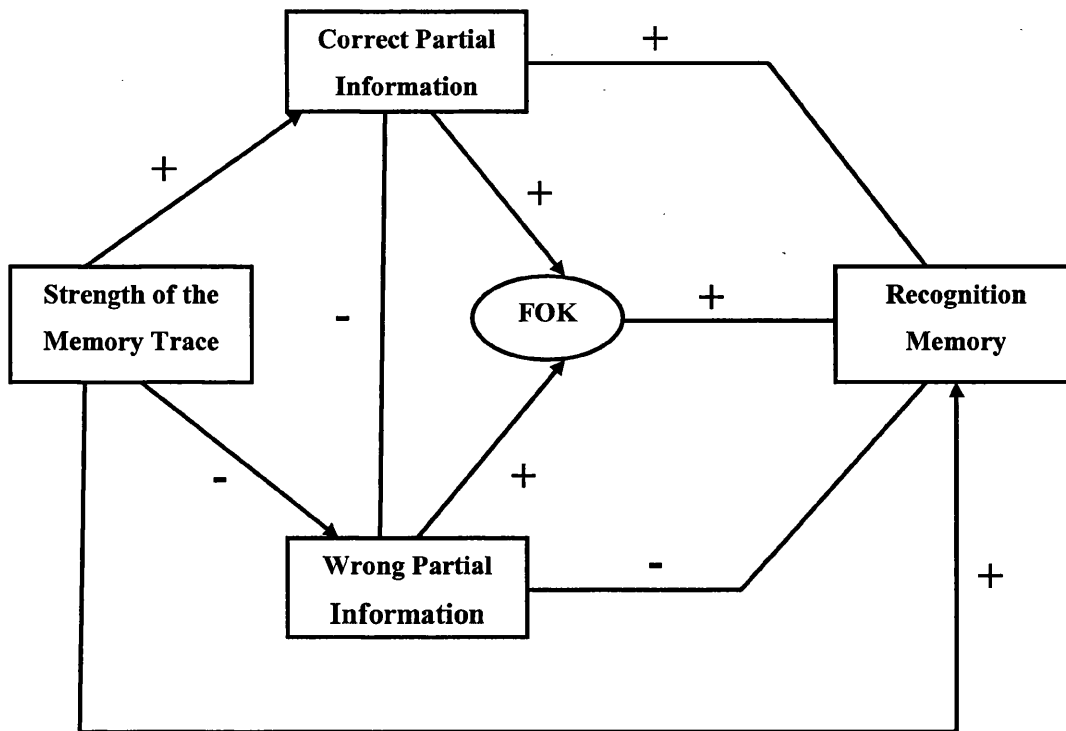 Correct Partial
Information
+
+
+
Strength of the
Memory Trace
-
FOK
+
Recognition
Memory
-
+
Wrong Partial
Information
-
+